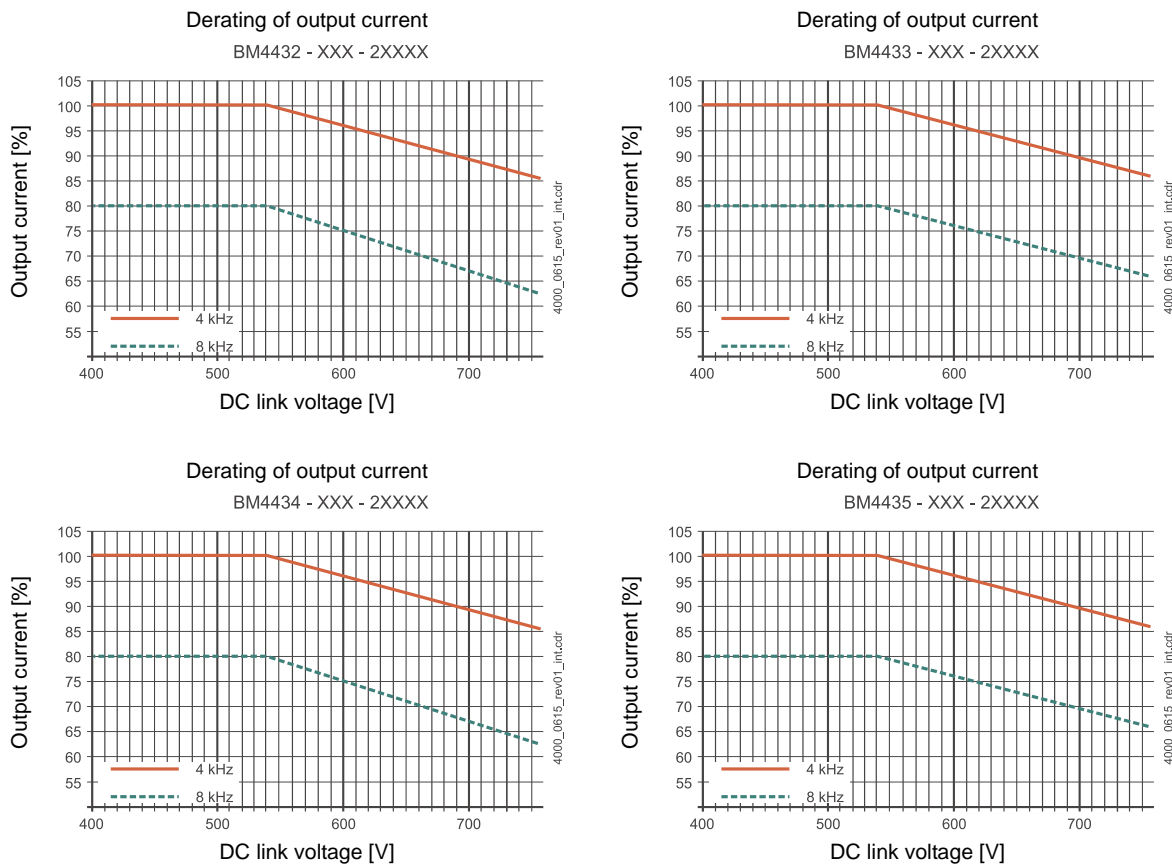 Derating of output current
BM4432 - XXX - 2XXXX
Output current [%]
105
100
95
90
85
80
75
70
65
60
55
4 kHz
8 kHz
400
500
600
700
DC link voltage [V]
4000_0615_rev01_int.cdr
Derating of output current
BM4433 - XXX - 2XXXX
Output current [%]
105
100
95
90
85
80
75
70
65
60
55
4 kHz
8 kHz
400
500
600
700
DC link voltage [V]
4000_0615_rev01_int.cdr
Derating of output current
BM4434 - XXX - 2XXXX
Output current [%]
105
100
95
90
85
80
75
70
65
60
55
4 kHz
8 kHz
400
500
600
700
DC link voltage [V]
4000_0615_rev01_int.cdr
Derating of output current
BM4435 - XXX - 2XXXX
Output current [%]
105
100
95
90
85
80
75
70
65
60
55
4 kHz
8 kHz
400
500
600
700
DC link voltage [V]
4000_0615_rev01_int.cdr